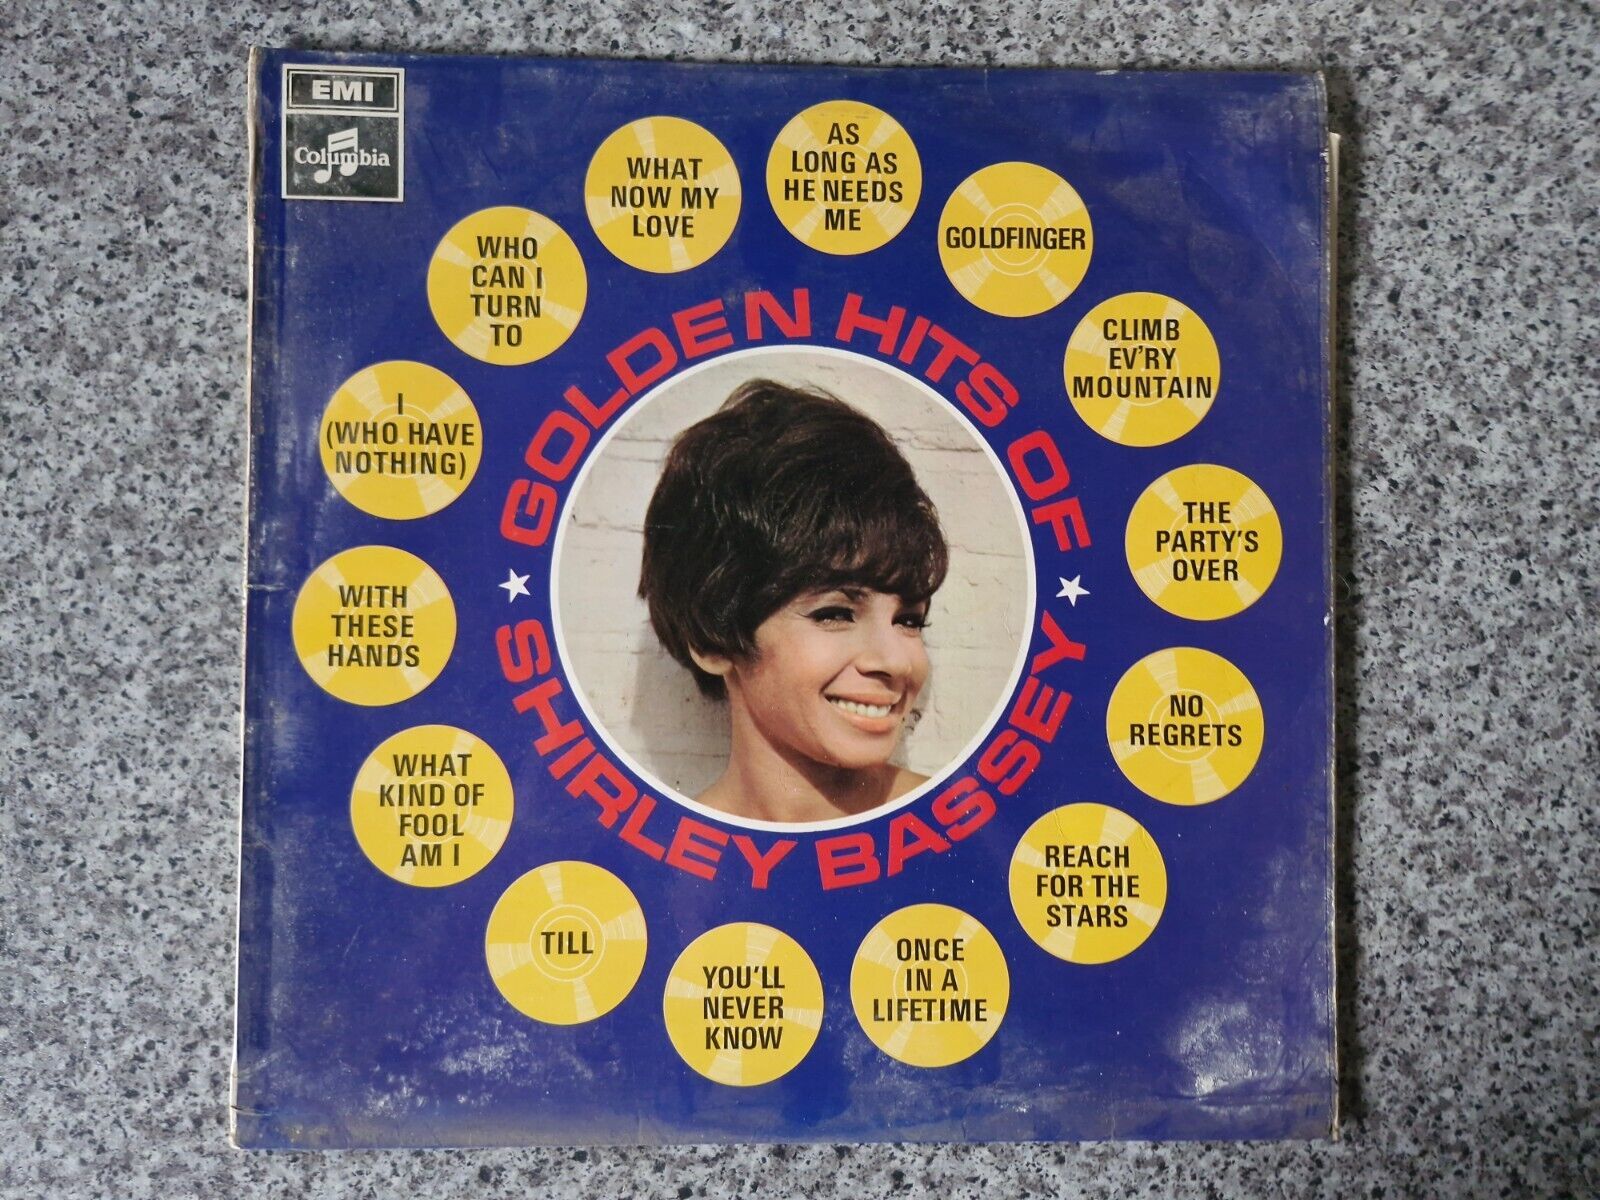 EMI
Columbia
GOLDEN HITS OF
SHIRLEY BASSEY
AS
LONG AS
HE NEEDS
ME
GOLDFINGER
CLIMB
EV'RY
MOUNTAIN
THE
PARTY'S
OVER
NO
REGRETS
REACH
FOR THE
STARS
ONCE
IN A
LIFETIME
YOU'LL
NEVER
KNOW
TILL
WHAT
KIND OF
FOOL
AM I
WITH
THESE
HANDS
I
(WHO HAVE
NOTHING)
WHO
CAN I
TURN
TO
WHAT
NOW MY
LOVE